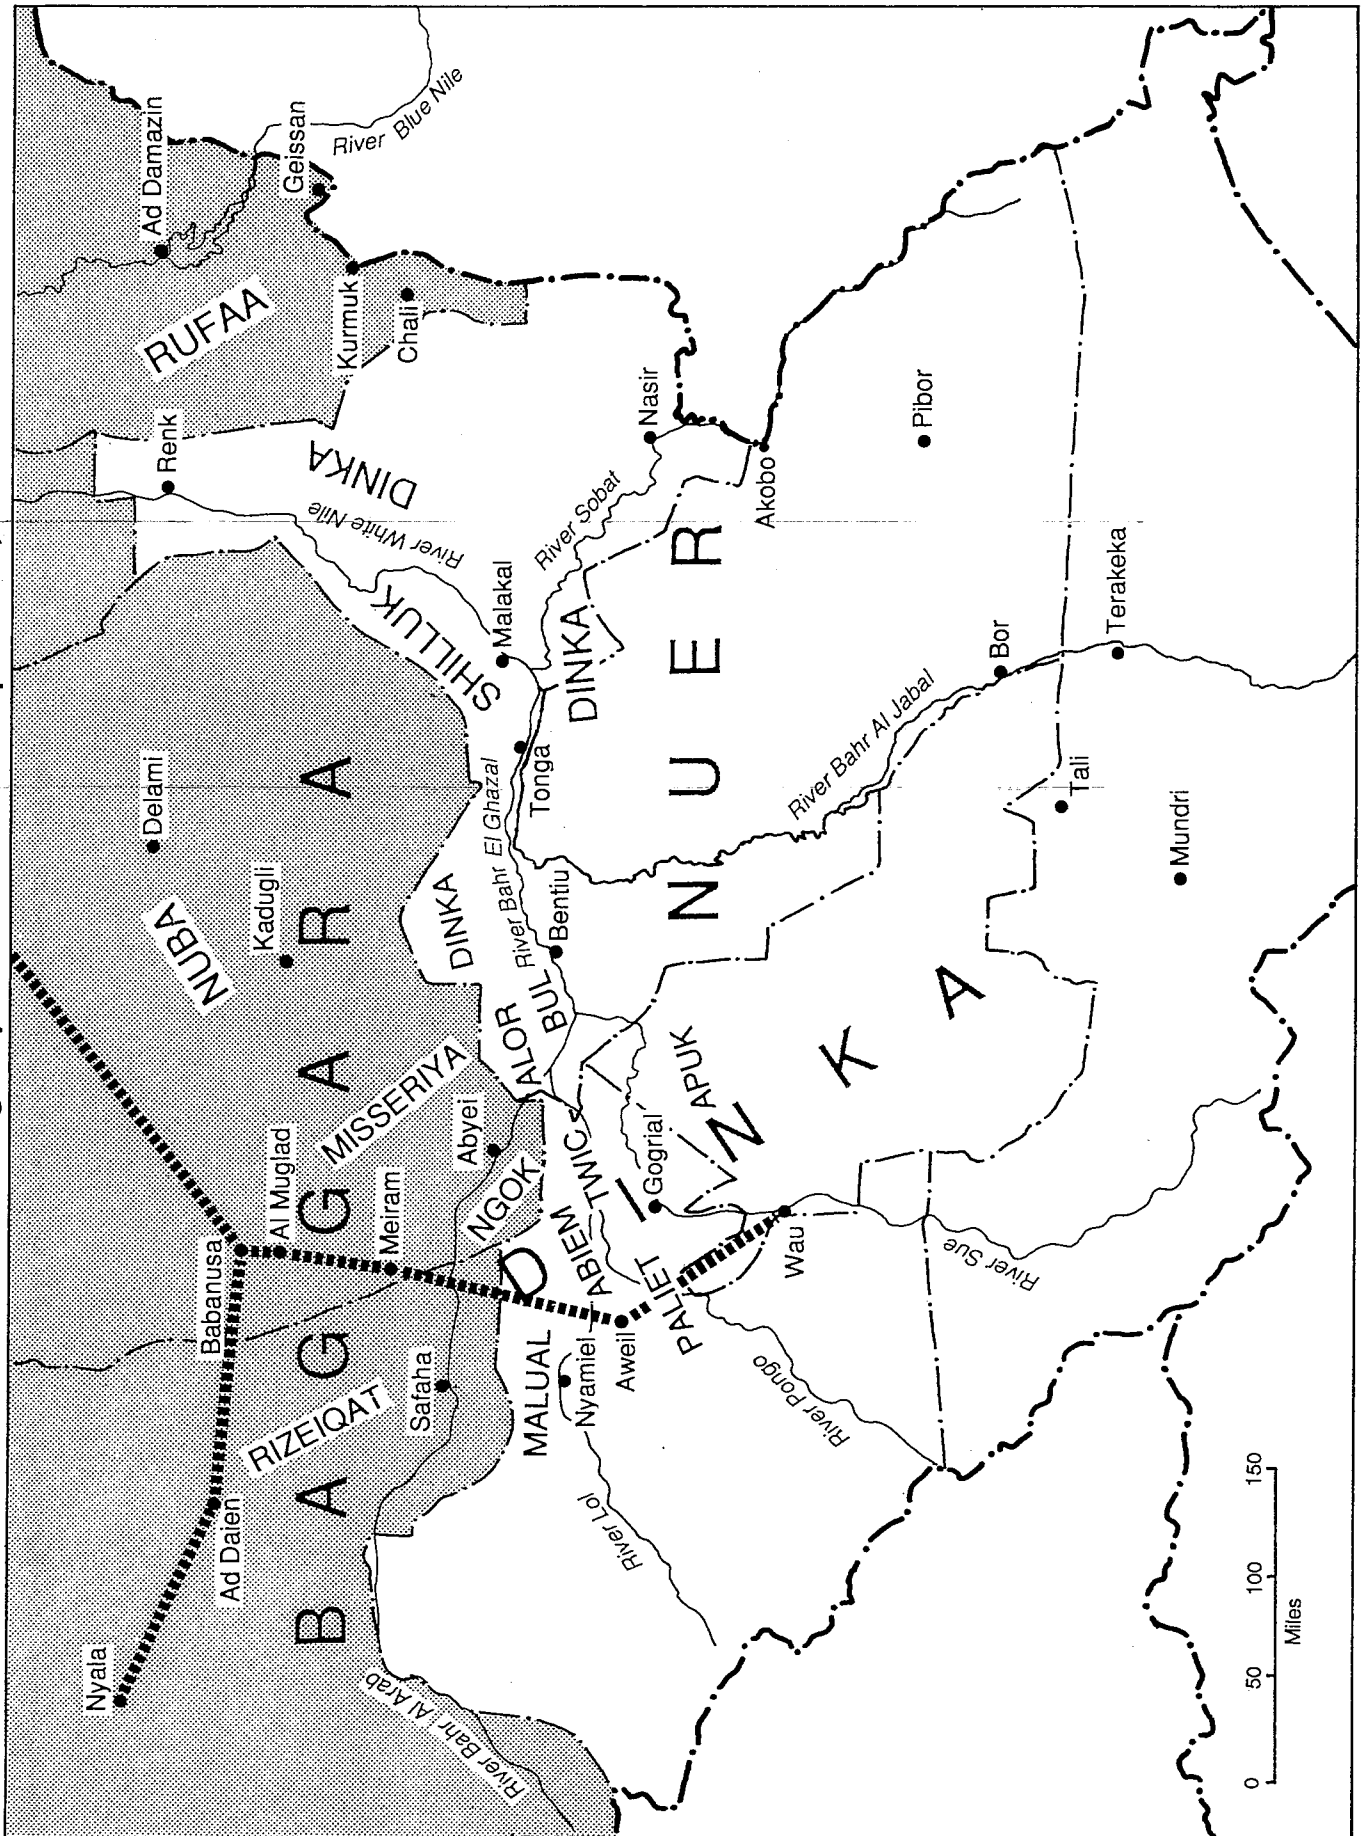 Nyala
Ad Daien
Babanusa
Al Muglad
Meiram
Abyei
Safaha
Kadugli
Delami
Renk
Ad Damazin
Geissan
Kurmuk
Chali
River Blue Nile
RUFAA
NUBA
BAGGARA
RIZEIQAT
MISSERIYA
NGOK
River Bahr Al Arab
River White Nile
DINKA
SHILLUK
Malakal
River Sobat
Nasir
DINKA
Tonga
River Bahr El Ghazal
DINKA
ALOR
BUL
Bentiu
NUER
Akobo
Pibor
MALUAL
ABIEM
TWIC
Nyamiel
Aweil
PALIET
Gogrial
APUK
DINKA
Wau
River Lol
River Pongo
River Sue
River Bahr Al Jabal
Bor
Terakeka
Tali
Mundri
0 50 100 150
Miles